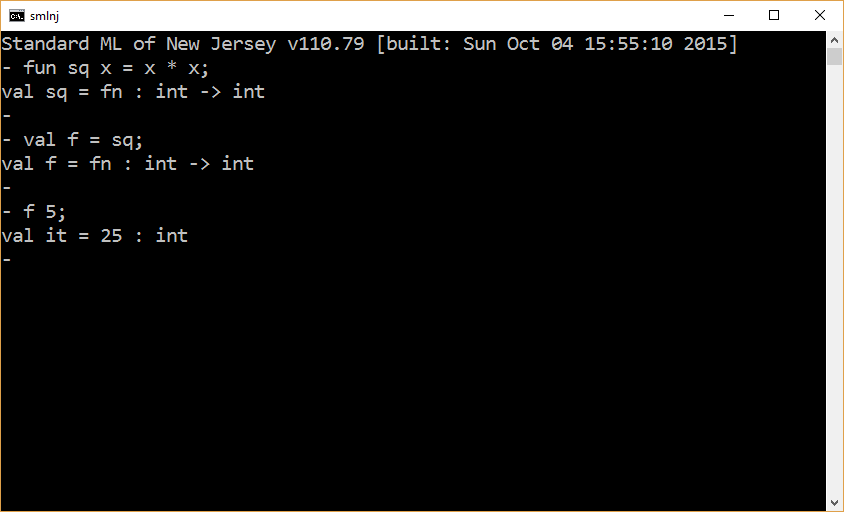 smlnj
Standard ML of New Jersey v110.79 [built: Sun Oct 04 15:55:10 2015]
- fun sq x = x * x;
val sq = fn : int -> int
-
- val f = sq;
val f = fn : int -> int
-
- f 5;
val it = 25 : int
-